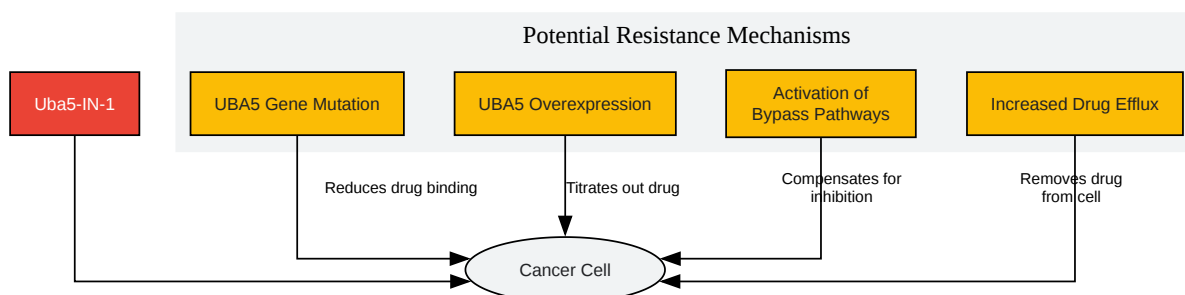 Potential Resistance Mechanisms
Uba5-IN-1
UBA5 Gene Mutation
UBA5 Overexpression
Activation of
Bypass Pathways
Increased Drug Efflux
Reduces drug binding
Titrates out drug
Compensates for
inhibition
Removes drug
from cell
Cancer Cell